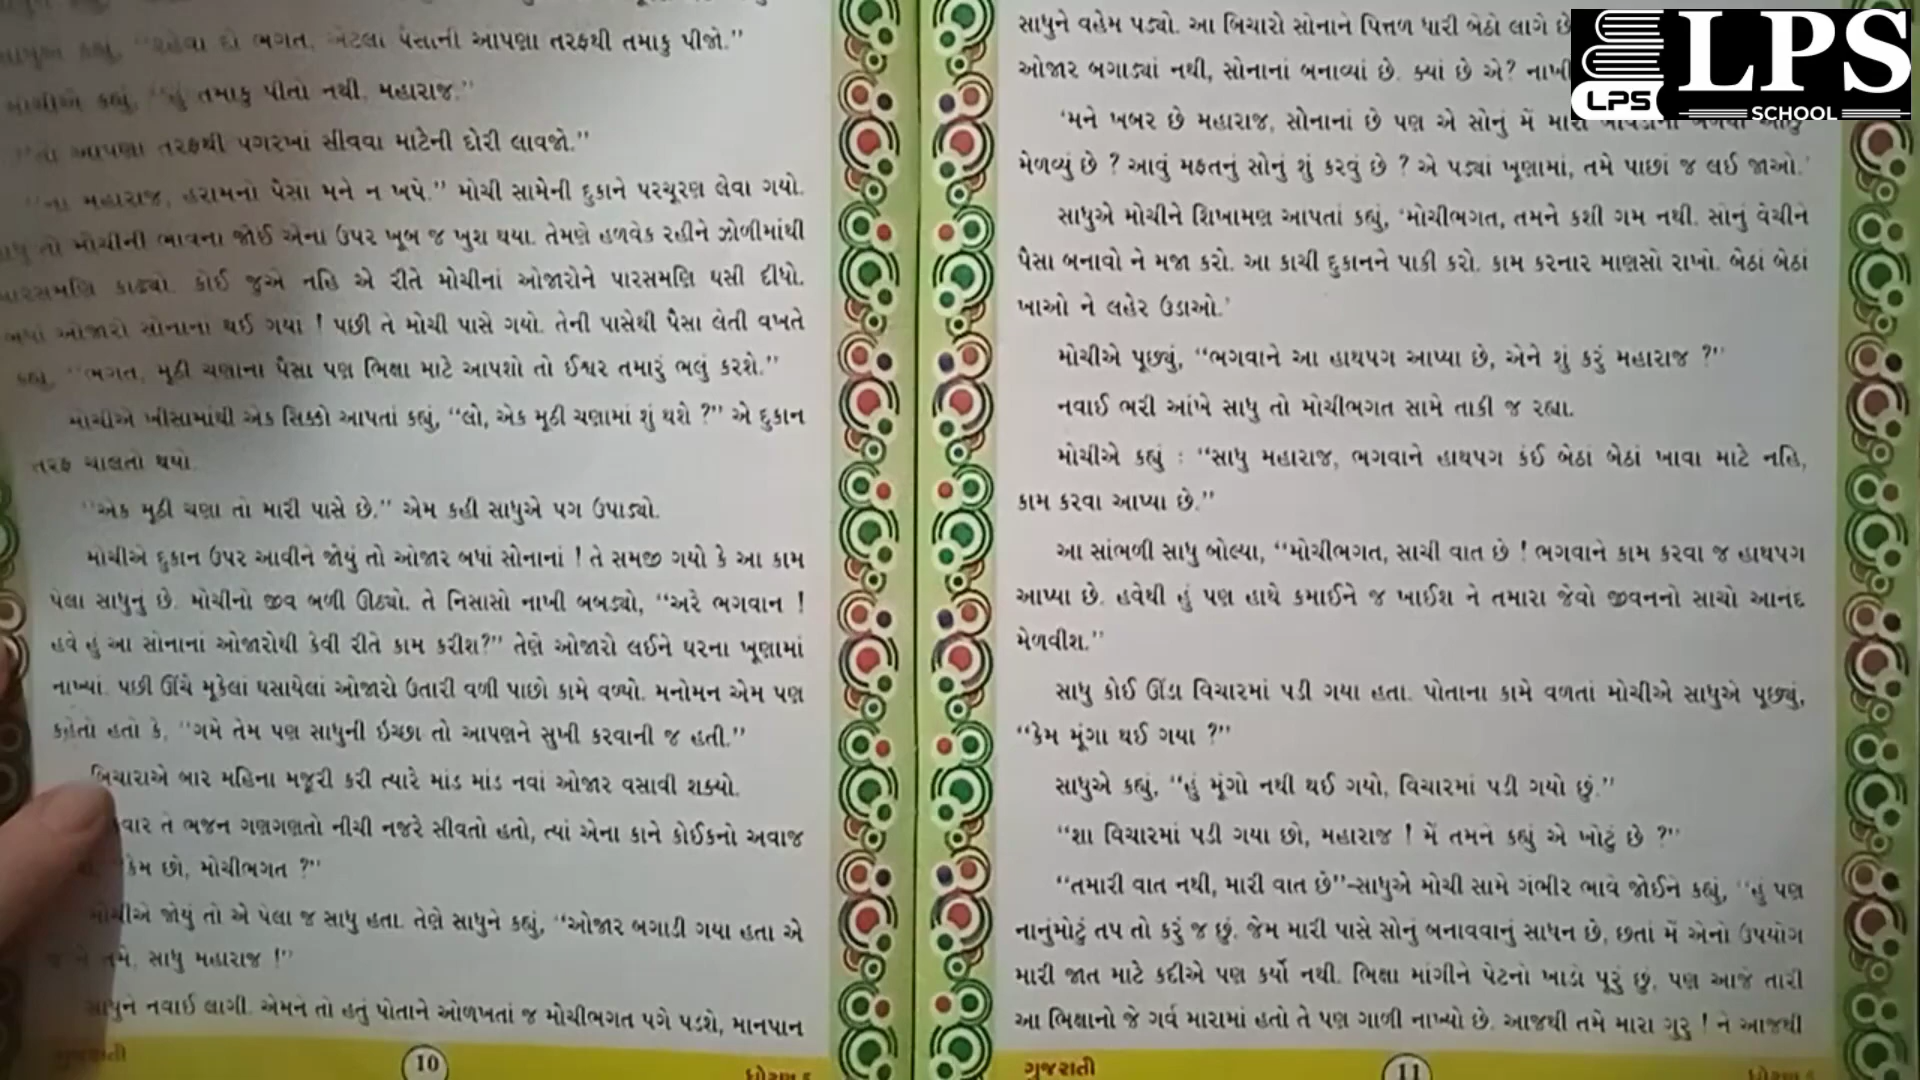 ભગત, એટલા પૈસાની આપણા તરફથી તમાકુ પીજો.”
મોચીએ કહ્યું, “હું તમાકુ પીતો નથી, મહારાજ.”
“તો આપણા તરફથી પગરખાં સીવવા માટેની દોરી લાવજો.”
“ના મહારાજ, હરામનો પૈસા મને ન ખપે.” મોચી સામેની દુકાને પરચૂરણ લેવા ગયો.
તો મોચીની ભાવના જોઈ એના ઉપર ખૂબ જ ખુશ થયા. તેમણે હળવેક રહીને ઝોળીમાંથી
પારસમણિ કાઢ્યો. કોઈ જુએ નહિ એ રીતે મોચીનાં ઓજારોને પારસમણિ ઘસી દીધો.
બધાં ઓજારો સોનાનાં થઈ ગયા ! પછી તે મોચી પાસે ગયો. તેની પાસેથી પૈસા લેતી વખતે
કહ્યુ, “ભગત, મૂઠી ચણાના પૈસા પણ ભિક્ષા માટે આપશો તો ઈશ્વર તમારું ભલું કરશે.”
મોચીએ ખીસામાંથી એક સિક્કો આપતાં કહ્યું, “લો, એક મૂઠી ચણામાં શું થશે ?” એ દુકાન
તરફ ચાલતો થયો.
“એક મૂઠી ચણા તો મારી પાસે છે.” એમ કહી સાધુએ પગ ઉપાડ્યો.
મોચીએ દુકાન ઉપર આવીને જોયું તો ઓજાર બધાં સોનાનાં ! તે સમજી ગયો કે આ કામ
પેલા સાધુનું છે. મોચીનો જીવ બળી ઊઠ્યો. તે નિસાસો નાખી બબડ્યો, “અરે ભગવાન !
હવે હું આ સોનાનાં ઓજારોથી કેવી રીતે કામ કરીશ?” તેણે ઓજારો લઈને ઘરના ખૂણામાં
નાખ્યાં. પછી ઊંચે મૂકેલાં ઘસાયેલાં ઓજારો ઉતારી વળી પાછો કામે વળ્યો. મનોમન એમ પણ
કહેતો હતો કે, “ગમે તેમ પણ સાધુની ઇચ્છા તો આપણને સુખી કરવાની જ હતી.”
બિચારાએ બાર મહિના મજૂરી કરી ત્યારે માંડ માંડ નવાં ઓજાર વસાવી શક્યો.
તે ભજન ગણગણતો નીચી નજરે સીવતો હતો, ત્યાં એના કાને કોઈકનો અવાજ
કેમ છો, મોચીભગત ?”
મોચીએ જોયું તો એ પેલા જ સાધુ હતા. તેણે સાધુને કહ્યું, “ઓજાર બગાડી ગયા હતા એ
તમે, સાધુ મહારાજ !”
સાધુને નવાઈ લાગી. એમને તો હતું પોતાને ઓળખતાં જ મોચીભગત પગે પડશે, માનપાન
ગુજરાતી
10
ધોરણ ૬
સાધુને વહેમ પડ્યો. આ બિચારો સોનાને પિત્તળ ધારી બેઠો લાગે છે
ઓજાર બગાડ્યાં નથી, સોનાનાં બનાવ્યાં છે. ક્યાં છે એ? નાખી
‘મને ખબર છે મહારાજ, સોનાનાં છે પણ એ સોનું મેં મારા
મેળવ્યું છે ? આવું મફતનું સોનું શું કરવું છે ? એ પડ્યાં ખૂણામાં, તમે પાછાં જ લઈ જાઓ.’
સાધુએ મોચીને શિખામણ આપતાં કહ્યું, ‘મોચીભગત, તમને કશી ગમ નથી. સોનું વેચીને
પૈસા બનાવો ને મજા કરો. આ કાચી દુકાનને પાકી કરો. કામ કરનાર માણસો રાખો. બેઠાં બેઠાં
ખાઓ ને લહેર ઉડાઓ.’
મોચીએ પૂછ્યું, “ભગવાને આ હાથપગ આપ્યા છે, એને શું કરું મહારાજ ?”
નવાઈ ભરી આંખે સાધુ તો મોચીભગત સામે તાકી જ રહ્યા.
મોચીએ કહ્યું : “સાધુ મહારાજ, ભગવાને હાથપગ કંઈ બેઠાં બેઠાં ખાવા માટે નહિ,
કામ કરવા આપ્યા છે.”
આ સાંભળી સાધુ બોલ્યા, “મોચીભગત, સાચી વાત છે ! ભગવાને કામ કરવા જ હાથપગ
આપ્યા છે. હવેથી હું પણ હાથે કમાઈને જ ખાઈશ ને તમારા જેવો જીવનનો સાચો આનંદ
મેળવીશ.”
સાધુ કોઈ ઊંડા વિચારમાં પડી ગયા હતા. પોતાના કામે વળતાં મોચીએ સાધુએ પૂછ્યું,
“કેમ મૂંગા થઈ ગયા ?”
સાધુએ કહ્યું, “હું મૂંગો નથી થઈ ગયો, વિચારમાં પડી ગયો છું.”
“શા વિચારમાં પડી ગયા છો, મહારાજ ! મેં તમને કહ્યું એ ખોટું છે ?”
“તમારી વાત નથી, મારી વાત છે”-સાધુએ મોચી સામે ગંભીર ભાવે જોઈને કહ્યું, “હું પણ
નાનુંમોટું તપ તો કરું જ છું. જેમ મારી પાસે સોનું બનાવવાનું સાધન છે, છતાં મેં એનો ઉપયોગ
મારી જાત માટે કદીએ પણ કર્યો નથી. ભિક્ષા માંગીને પેટનો ખાડો પૂરું છું, પણ આજે તારી
આ ભિક્ષાનો જે ગર્વ મારામાં હતો તે પણ ગાળી નાખ્યો છે. આજથી તમે મારા ગુરુ ! ને આજથી
ગુજરાતી
11
ધોરણ ૬
LPS
LPS
SCHOOL